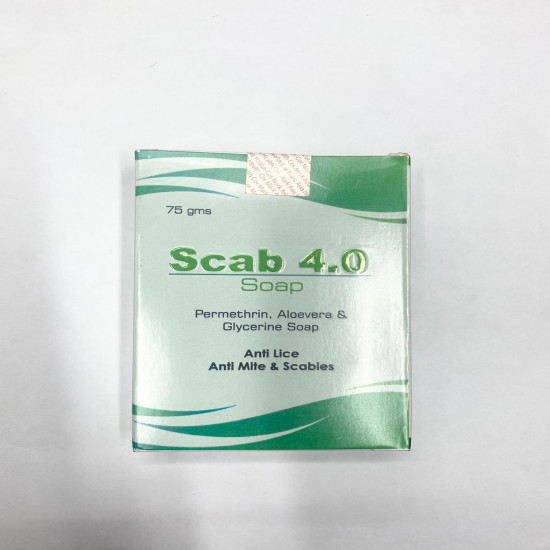 75 gms
Scab 4.0
Soap
Permethrin, Aloevera &
Glycerine Soap
Anti Lice
Anti Mite & Scabies